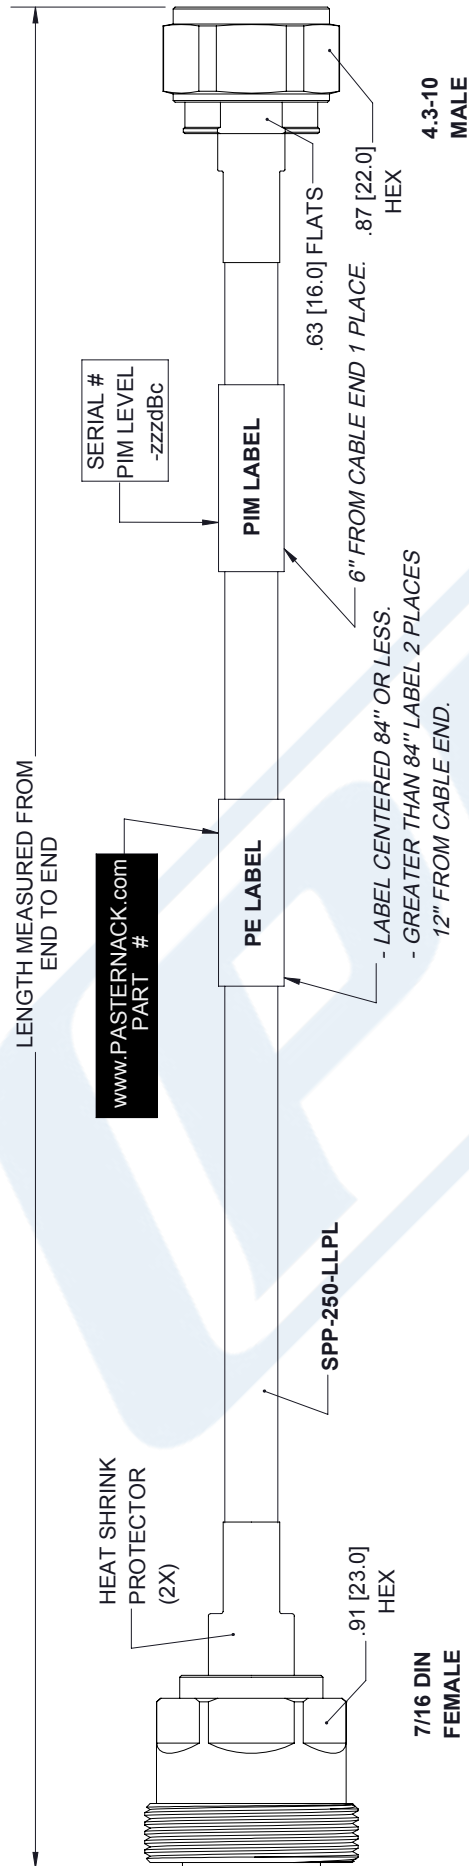 LENGTH MEASURED FROM
END TO END
HEAT SHRINK
PROTECTOR
(2X)
www.PASTERNACK.com
PART #
SERIAL #
PIM LEVEL
-zzzdBc
PE LABEL
PIM LABEL
SPP-250-LLPL
.91 [23.0]
HEX
7/16 DIN
FEMALE
- LABEL CENTERED 84" OR LESS.
- GREATER THAN 84" LABEL 2 PLACES
12" FROM CABLE END.
6" FROM CABLE END 1 PLACE.
.63 [16.0] FLATS
.87 [22.0]
HEX
4.3-10
MALE